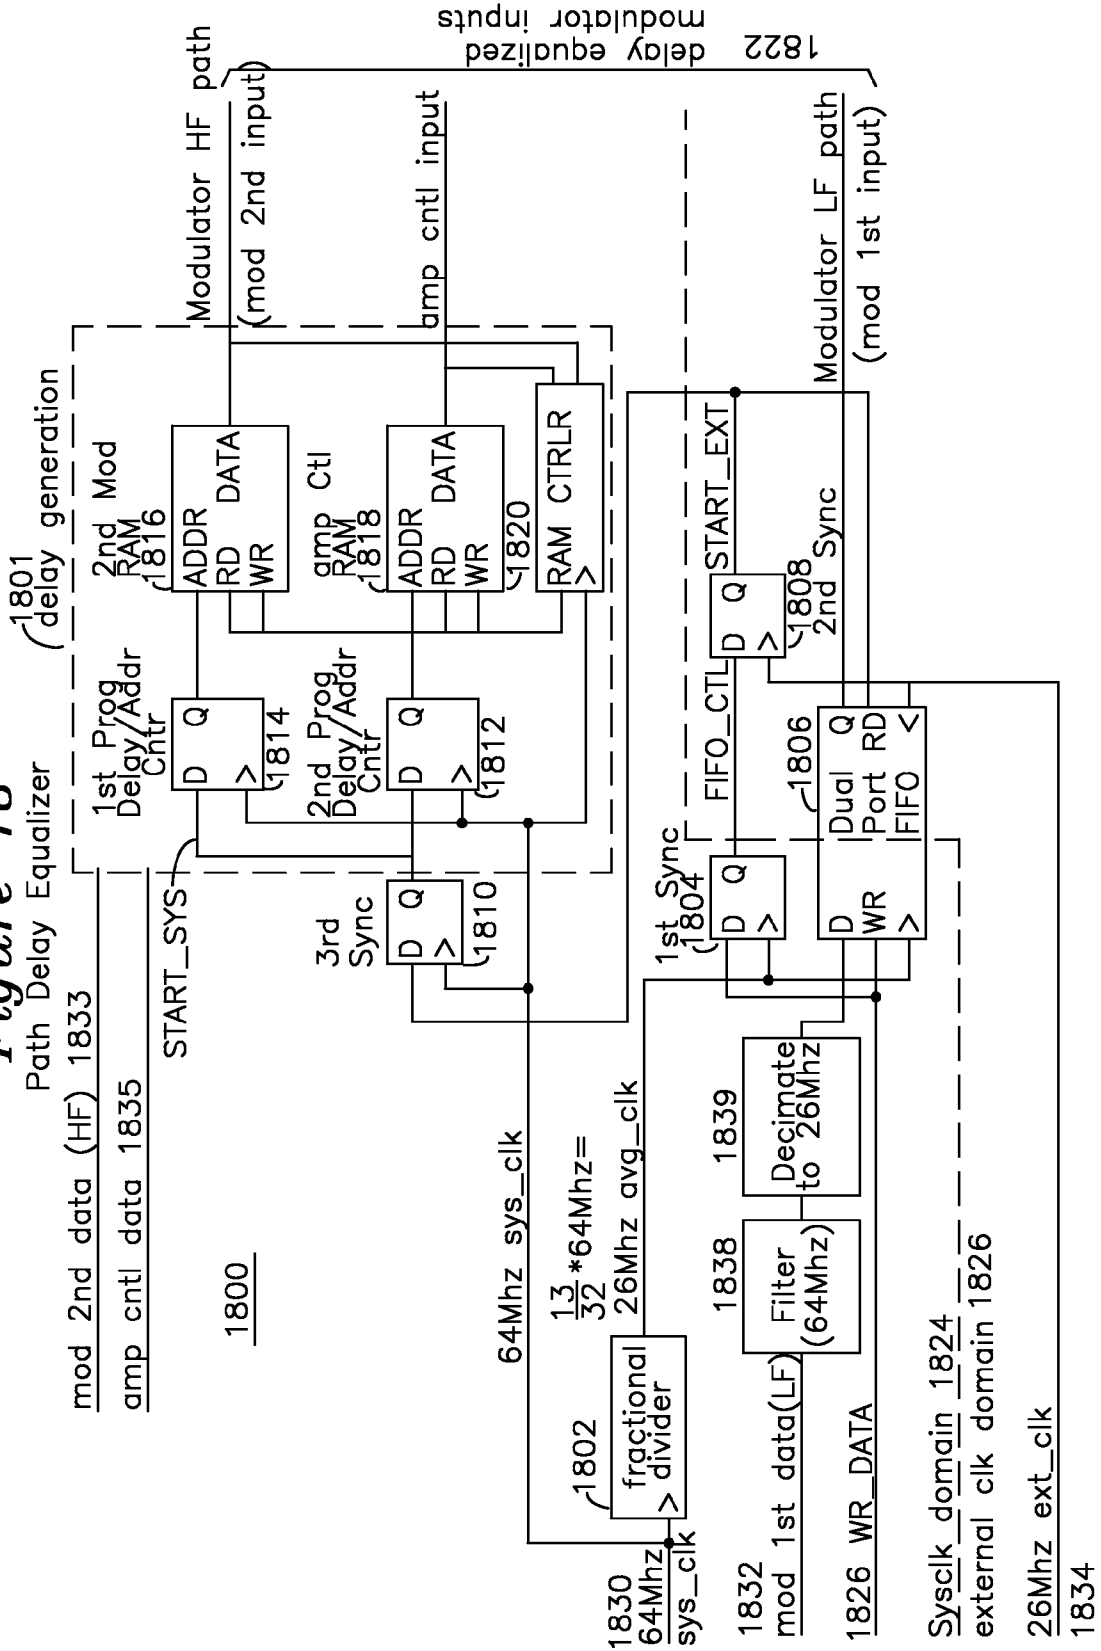 Figure 18
Path Delay Equalizer
mod 2nd data (HF) 1833
amp cntl data 1835
1800
START_SYS
1801
delay generation
1st Prog
Delay/Addr
Cntr
D Q
>
1814
2nd Mod
RAM
1816
ADDR
RD DATA
WR
Modulator HF path
(mod 2nd input)
2nd Prog
Delay/Addr
Cntr
D Q
>
1812
amp Ctl
RAM
1818
ADDR
RD DATA
WR
1820
amp cntl input
RAM CTRLR
>
3rd
Sync
D Q
>
1810
delay equalized
modulator inputs
1822
64Mhz sys_clk
13
32
*64Mhz=
26Mhz avg_clk
1802
fractional
divider
>
1830
64Mhz
sys_clk
1st Sync
1804
D Q
>
FIFO_CTL
START_EXT
D Q
>
1808
2nd Sync
1832
mod 1st data(LF)
1838
Filter
(64Mhz)
1839
Decimate
to 26Mhz
1806
D Dual Q
WR Port RD
> FIFO <
Modulator LF path
(mod 1st input)
1826 WR_DATA
Sysclk domain 1824
external clk domain 1826
26Mhz ext_clk
1834